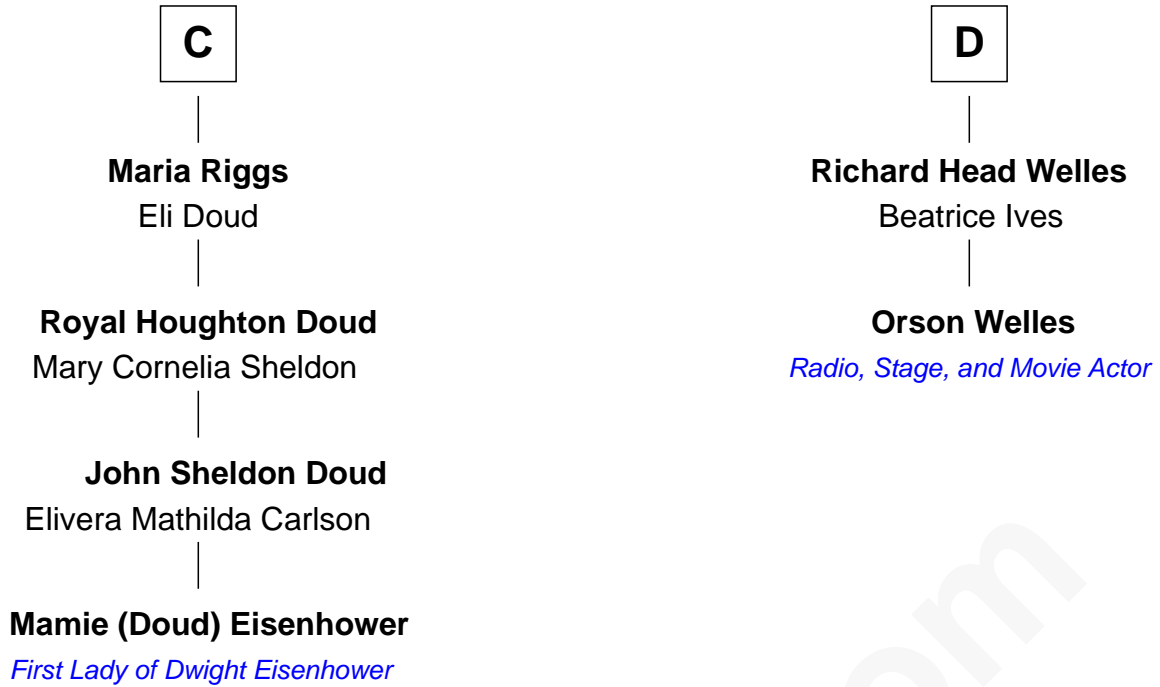 C
Maria Riggs
Eli Doud
Royal Houghton Doud
Mary Cornelia Sheldon
John Sheldon Doud
Elivera Mathilda Carlson
Mamie (Doud) Eisenhower
First Lady of Dwight Eisenhower
D
Richard Head Welles
Beatrice Ives
Orson Welles
Radio, Stage, and Movie Actor
om